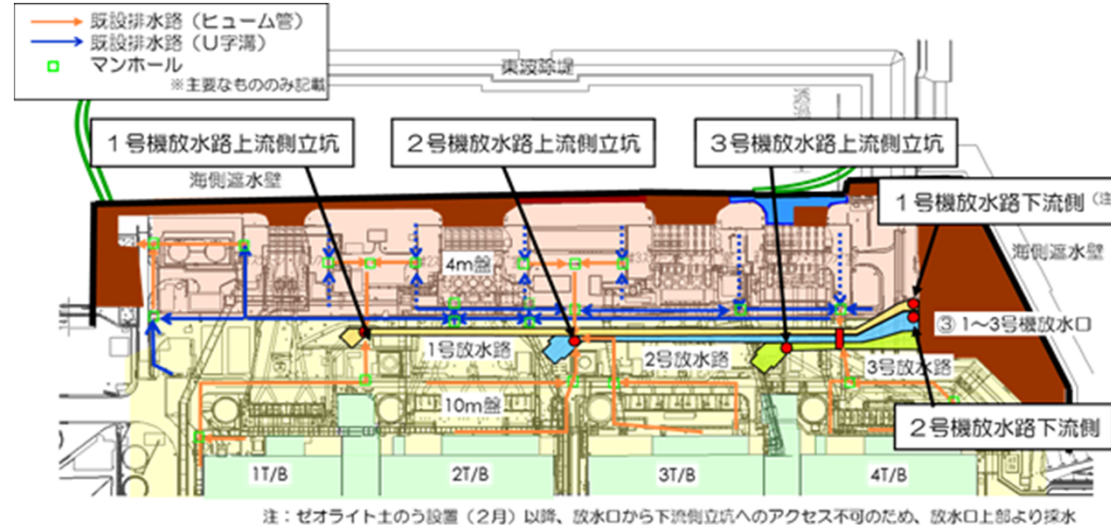 既設排水路（ヒューム管）
既設排水路（U字溝）
マンホール
※主要なもののみ記載
東波除堤
1号機放水路上流側立坑
2号機放水路上流側立坑
3号機放水路上流側立坑
海側遮水壁
1号機放水路下流側（注
海側遮水壁
4m盤
③ 1～3号機放水口
1号放水路
2号放水路
3号放水路
10m盤
2号機放水路下流側
1T/B
2T/B
3T/B
4T/B
注：ゼオライト土のう設置（2月）以降、放水口から下流側立坑へのアクセス不可のため、放水口上部より採水